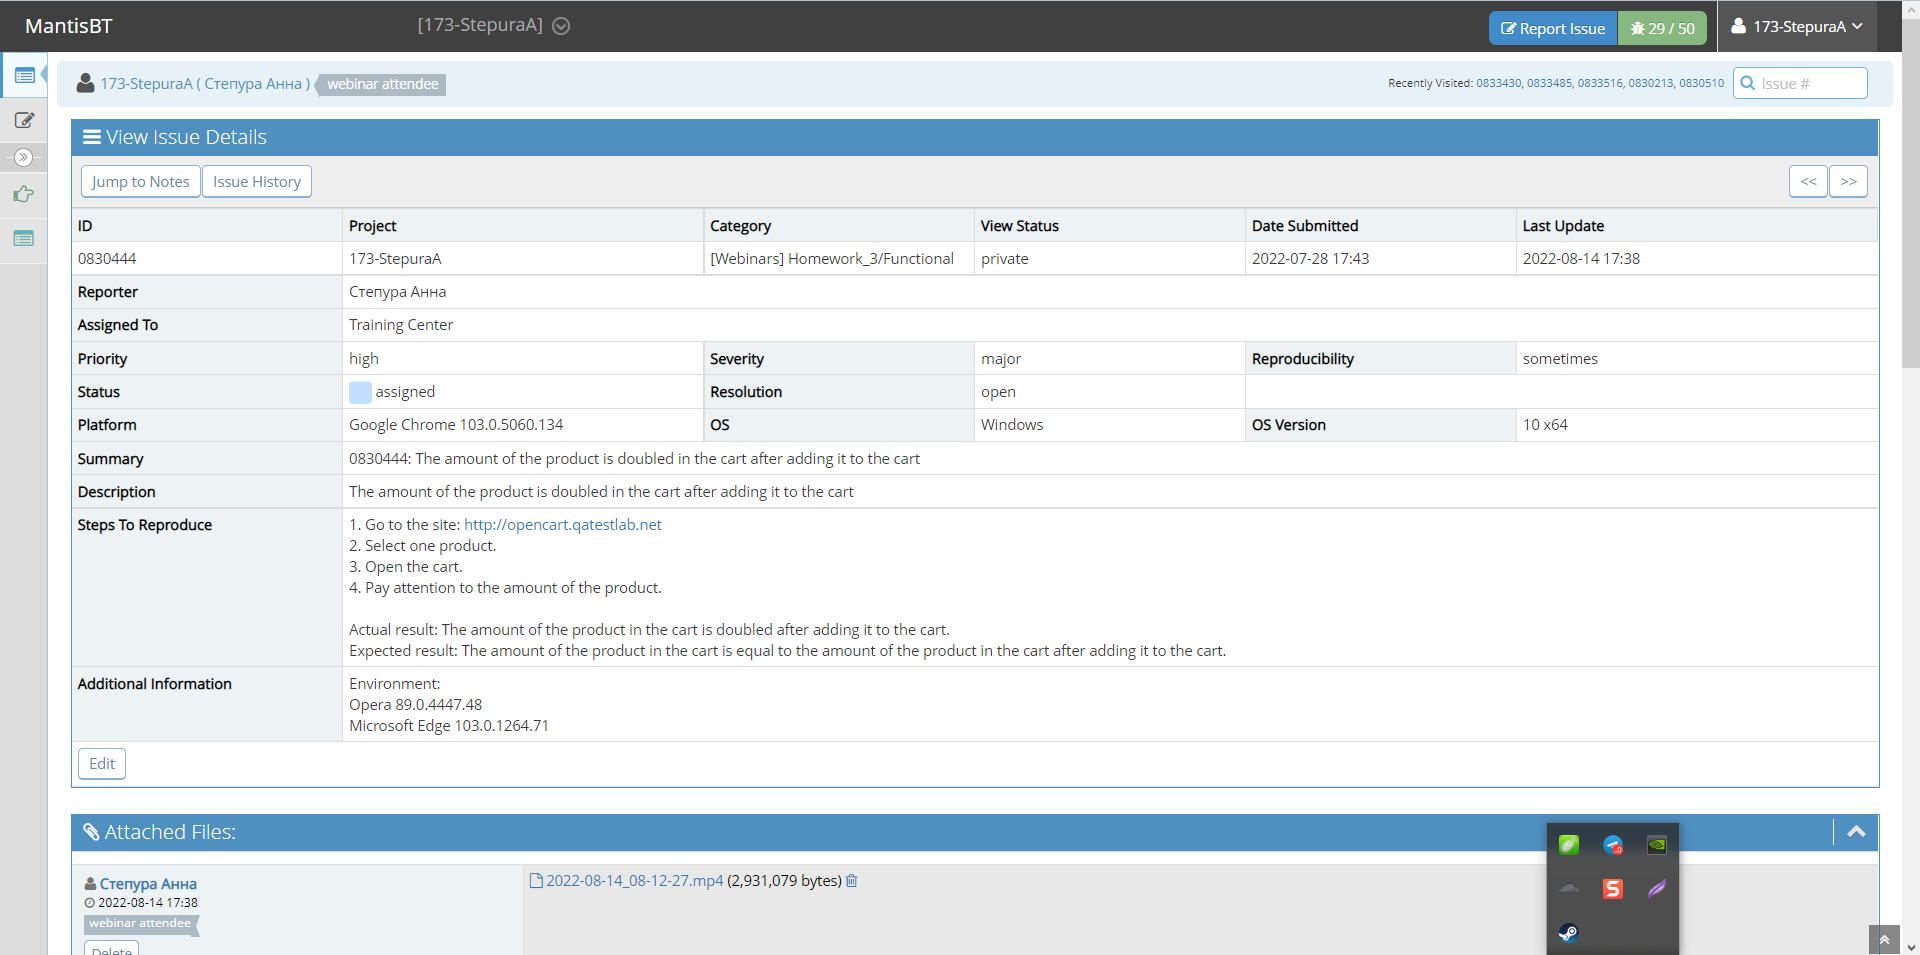 MantisBT
[173-StepuraA]
Report Issue
29 / 50
173-StepuraA
173-StepuraA ( Степура Анна )
webinar attendee
Recently Visited: 0833430, 0833485, 0833516, 0830213, 0830510
Issue #
View Issue Details
Jump to Notes
Issue History
<<
>>
ID Project Category View Status Date Submitted Last Update
0830444 173-StepuraA [Webinars] Homework_3/Functional private 2022-07-28 17:43 2022-08-14 17:38
Reporter Степура Анна
Assigned To Training Center
Priority high Severity major Reproducibility sometimes
Status assigned Resolution open
Platform Google Chrome 103.0.5060.134 OS Windows OS Version 10 x64
Summary 0830444: The amount of the product is doubled in the cart after adding it to the cart
Description The amount of the product is doubled in the cart after adding it to the cart
Steps To Reproduce 1. Go to the site: http://opencart.qatestlab.net
2. Select one product.
3. Open the cart.
4. Pay attention to the amount of the product.
Actual result: The amount of the product in the cart is doubled after adding it to the cart.
Expected result: The amount of the product in the cart is equal to the amount of the product in the cart after adding it to the cart.
Additional Information Environment:
Opera 89.0.4447.48
Microsoft Edge 103.0.1264.71
Edit
Attached Files:
Степура Анна
2022-08-14 17:38
webinar attendee
Delete
2022-08-14_08-12-27.mp4 (2,931,079 bytes)